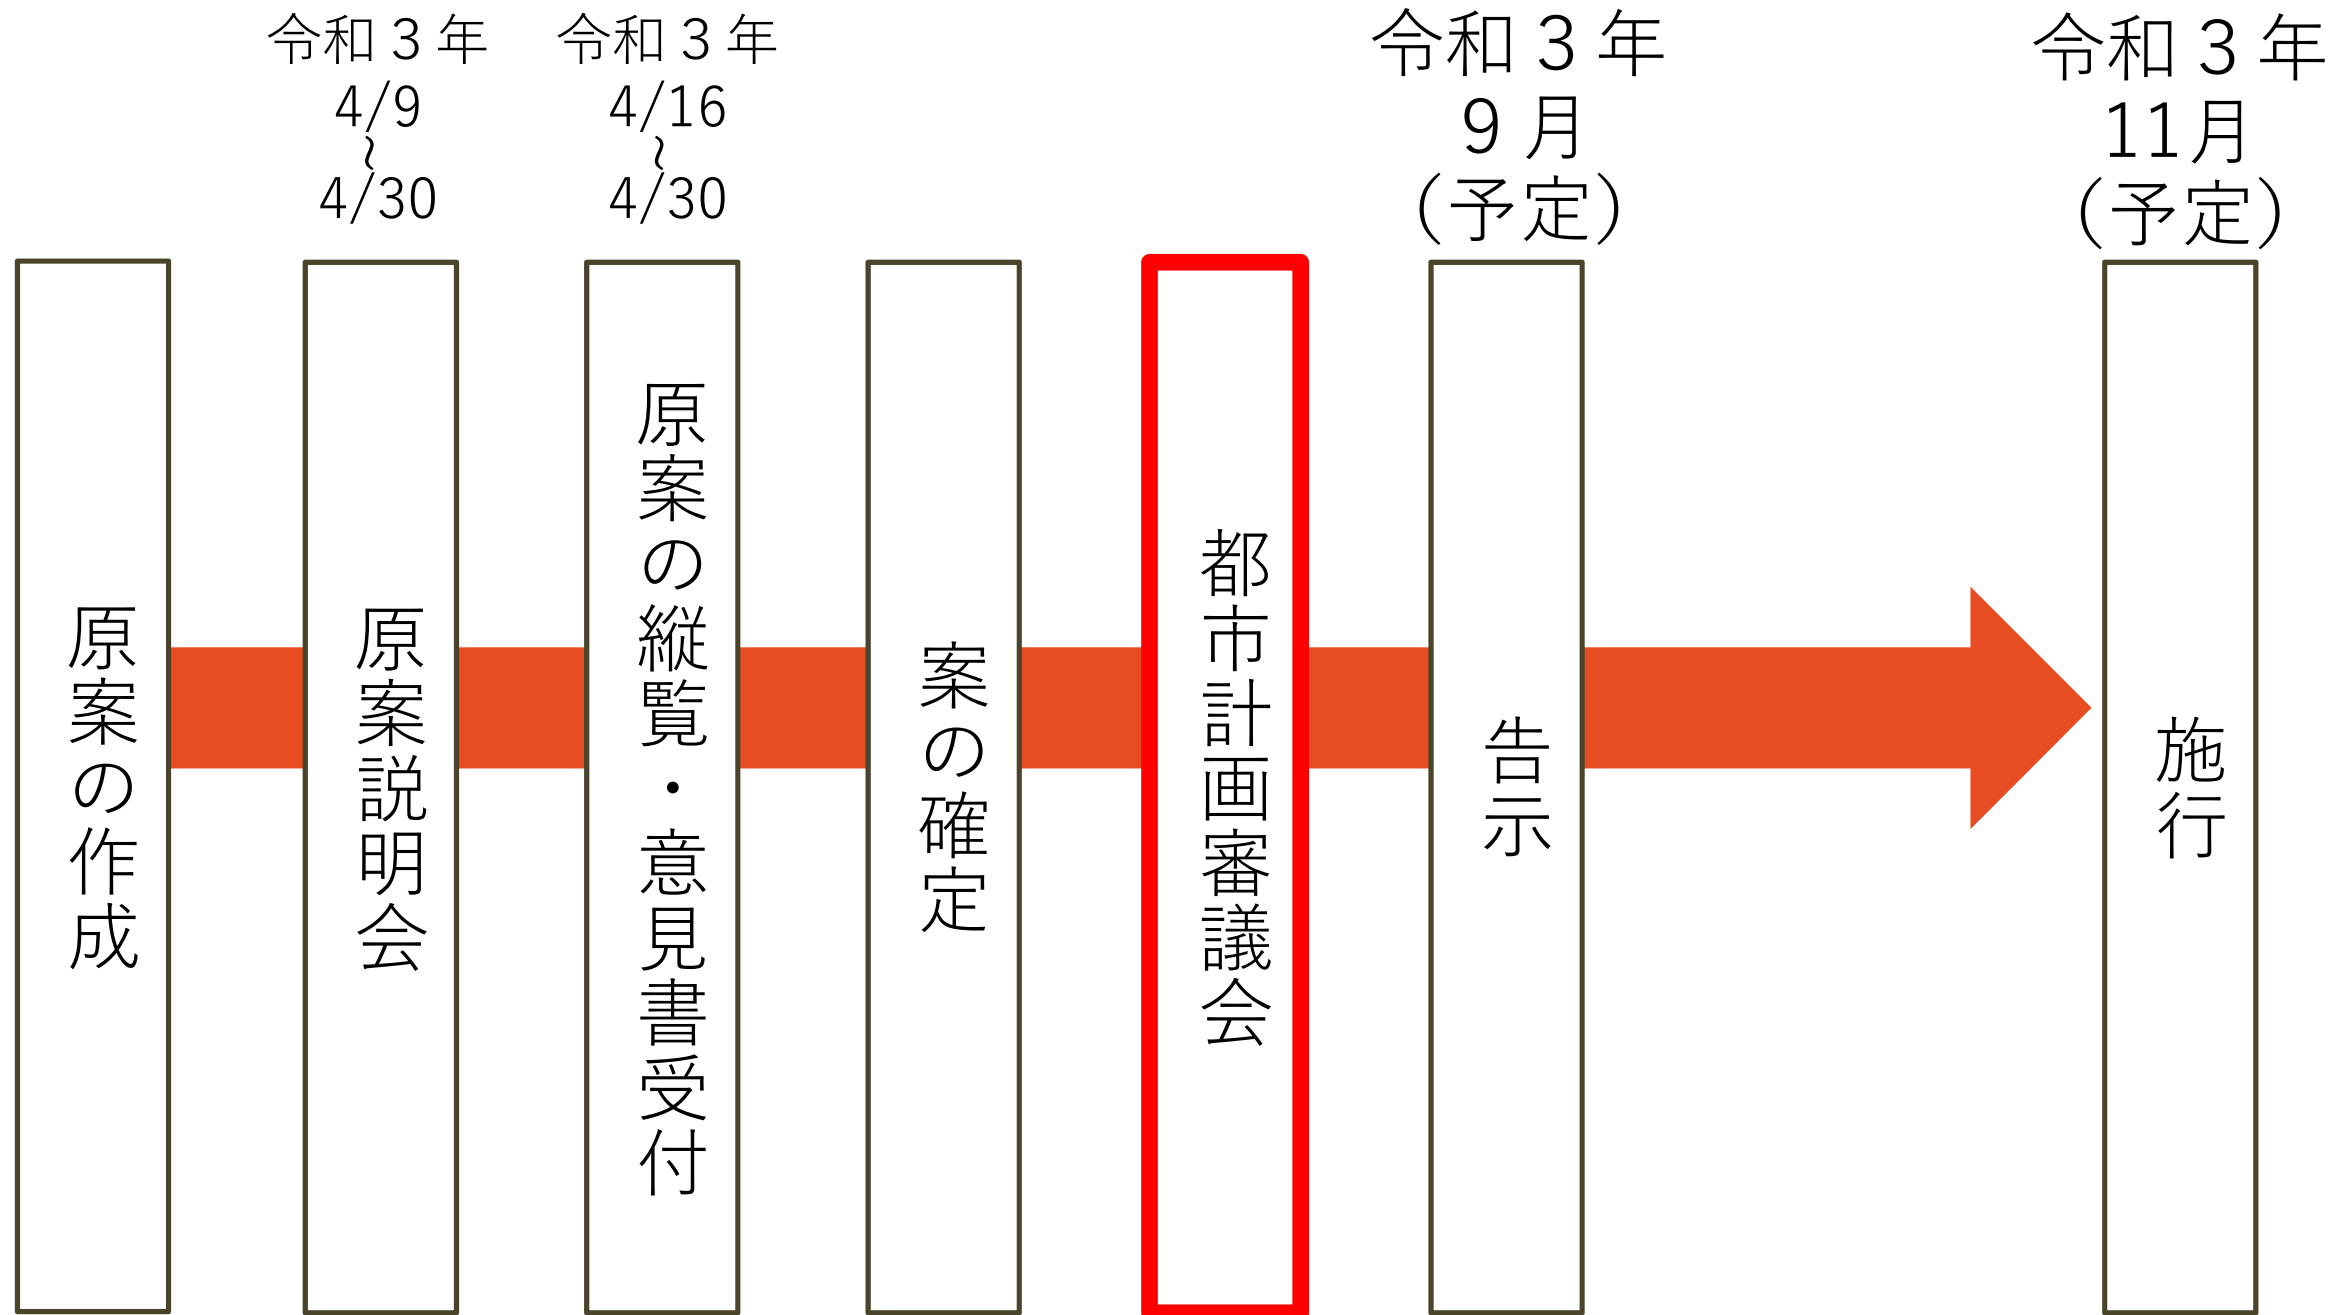 原案の作成
令和３年
4/9
～
4/30
原案説明会
令和３年
4/16
～
4/30
原案の縦覧・意見書受付
案の確定
都市計画審議会
令和３年
９月
（予定）
告示
令和３年
11月
（予定）
施行